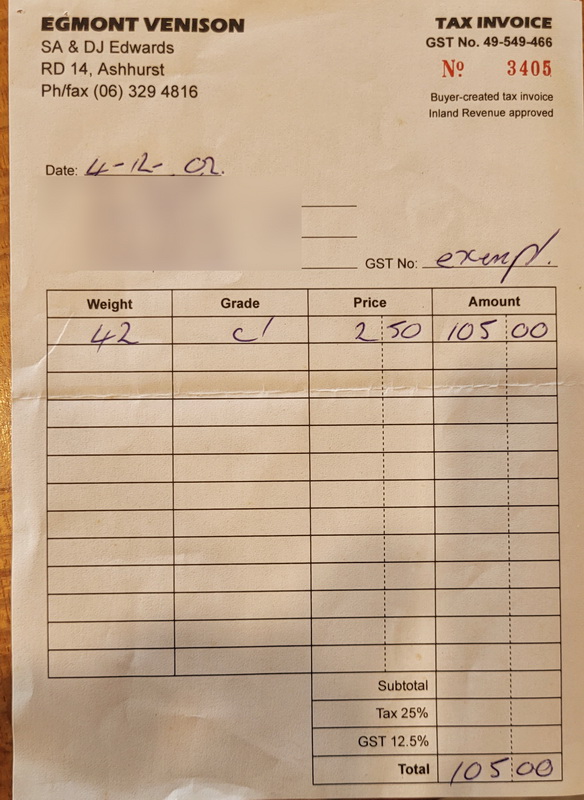 EGMONT VENISON
SA & DJ Edwards
RD 14, Ashhurst
Ph/fax (06) 329 4816
TAX INVOICE
GST No. 49-549-466
Nº 3405
Buyer-created tax invoice
Inland Revenue approved
Date: 4-12-02.
GST No: exempt.
Weight Grade Price Amount
42 c1 2 50 105 00
Subtotal
Tax 25%
GST 12.5%
Total 105 00